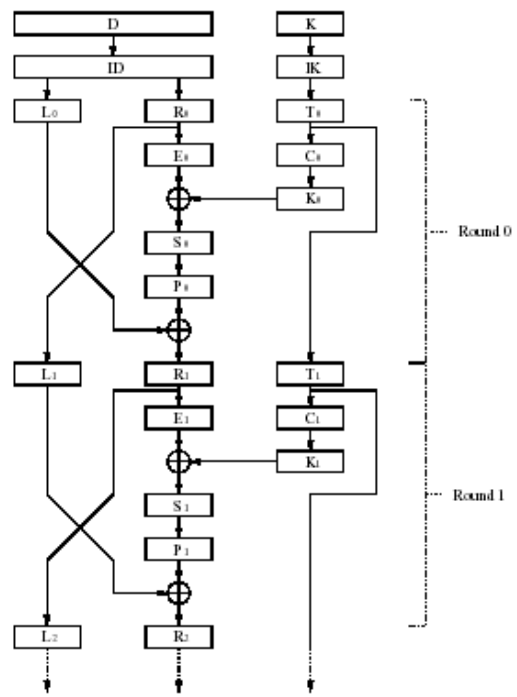 D K
ID IK
L0 R0 T0
E0 C0
K0
S0 Round 0
P0
L1 R1 T1
E1 C1
K1
S1 Round 1
P1
L2 R2